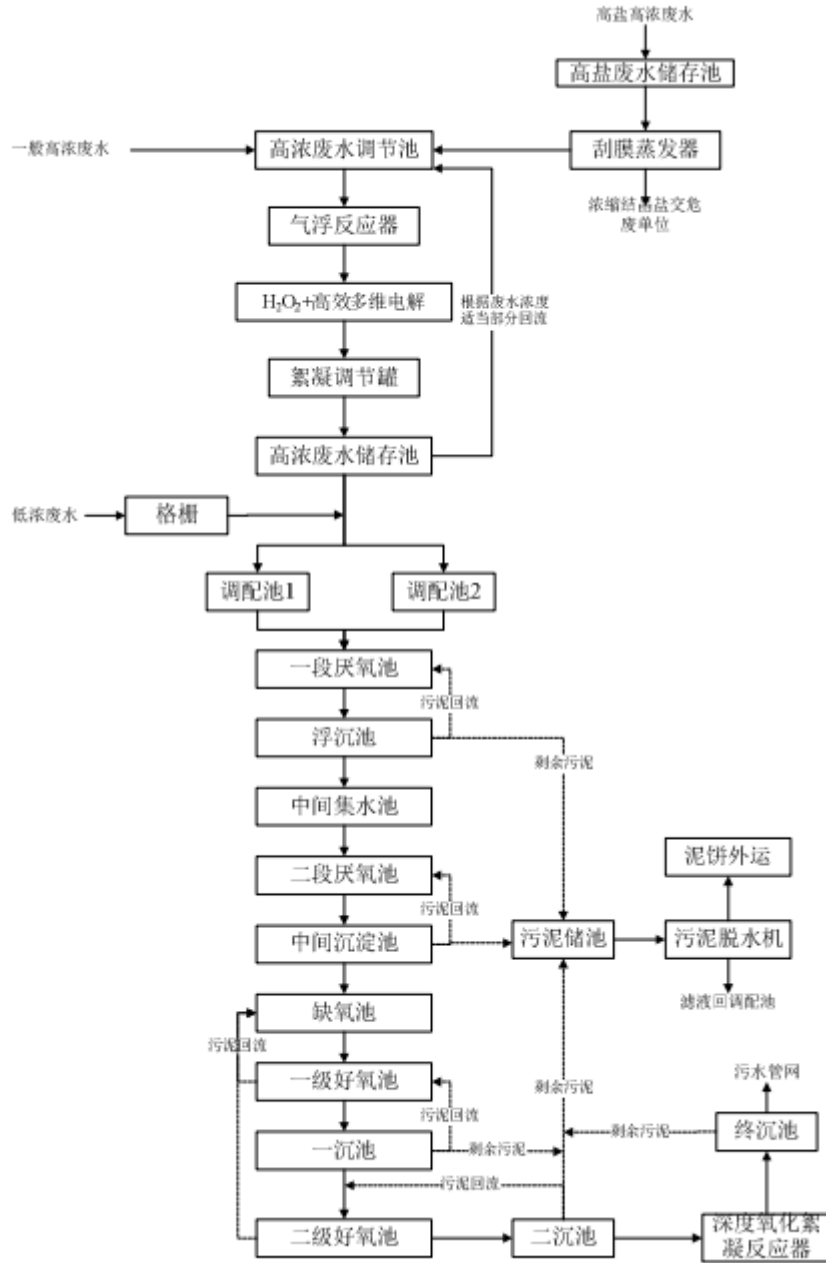 高盐高浓废水
高盐废水储存池
一般高浓废水
高浓废水调节池
刮膜蒸发器
浓缩结晶盐交危
废单位
气浮反应器
H₂O₂+高效多维电解
根据废水浓度
适当部分回流
絮凝调节罐
高浓废水储存池
低浓废水
格栅
调配池1
调配池2
一段厌氧池
污泥回流
浮沉池
剩余污泥
中间集水池
泥饼外运
二段厌氧池
污泥回流
中间沉淀池
污泥储池
污泥脱水机
滤液回调配池
缺氧池
污泥回流
一级好氧池
污泥回流
剩余污泥
污水管网
一沉池
剩余污泥
剩余污泥
终沉池
污泥回流
二级好氧池
二沉池
深度氧化絮
凝反应器